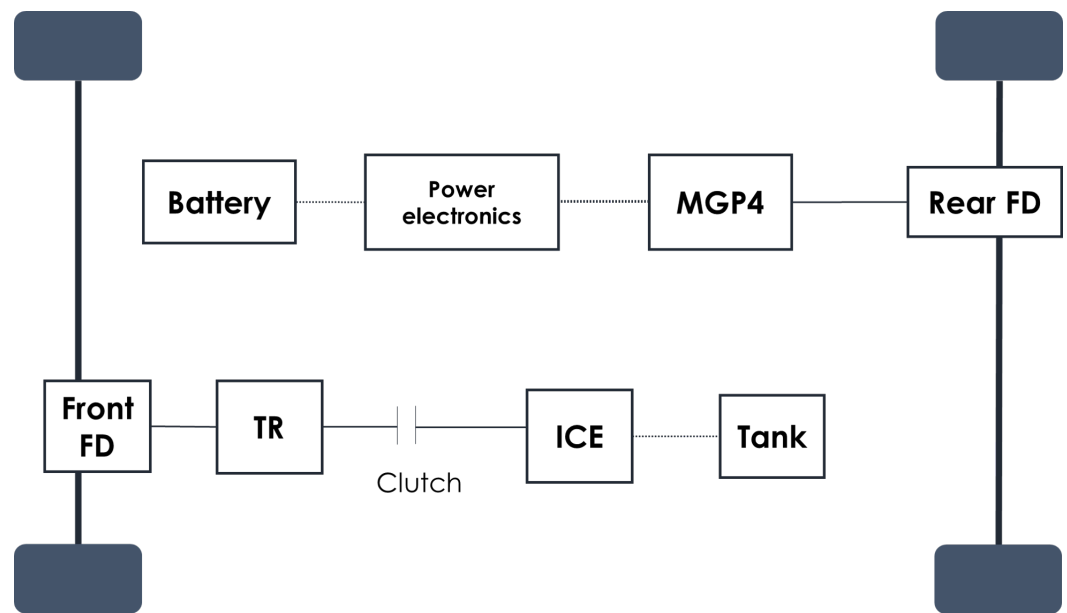 Battery
Power
electronics
MGP4
Rear FD
Front
FD
TR
Clutch
ICE
Tank